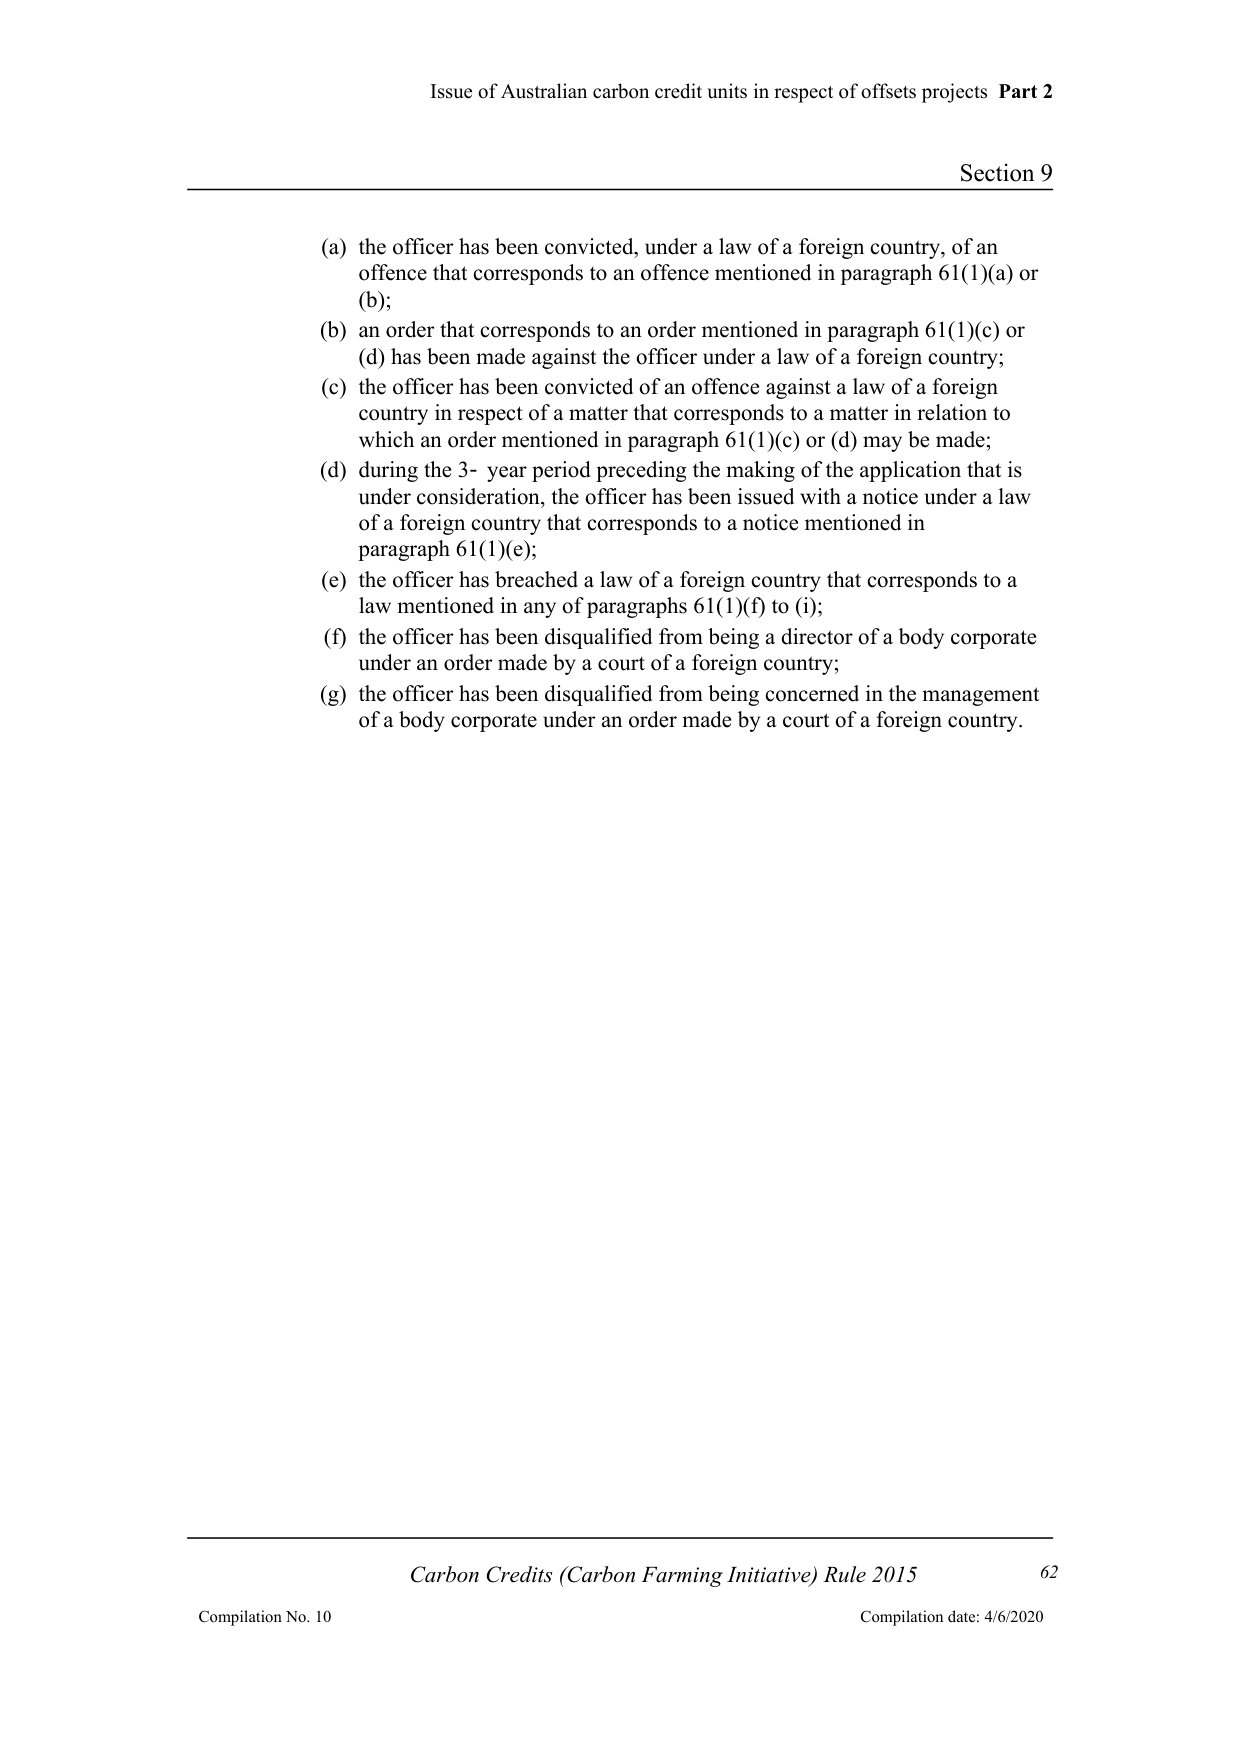 Issue of Australian carbon credit units in respect of offsets projects Part 2
Section 9
(a) the officer has been convicted, under a law of a foreign country, of an
offence that corresponds to an offence mentioned in paragraph 61(1)(a) or
(b);
(b) an order that corresponds to an order mentioned in paragraph 61(1)(c) or
(d) has been made against the officer under a law of a foreign country;
(c) the officer has been convicted of an offence against a law of a foreign
country in respect of a matter that corresponds to a matter in relation to
which an order mentioned in paragraph 61(1)(c) or (d) may be made;
(d) during the 3- year period preceding the making of the application that is
under consideration, the officer has been issued with a notice under a law
of a foreign country that corresponds to a notice mentioned in
paragraph 61(1)(e);
(e) the officer has breached a law of a foreign country that corresponds to a
law mentioned in any of paragraphs 61(1)(f) to (i);
(f) the officer has been disqualified from being a director of a body corporate
under an order made by a court of a foreign country;
(g) the officer has been disqualified from being concerned in the management
of a body corporate under an order made by a court of a foreign country.
Carbon Credits (Carbon Farming Initiative) Rule 2015 62
Compilation No. 10 Compilation date: 4/6/2020